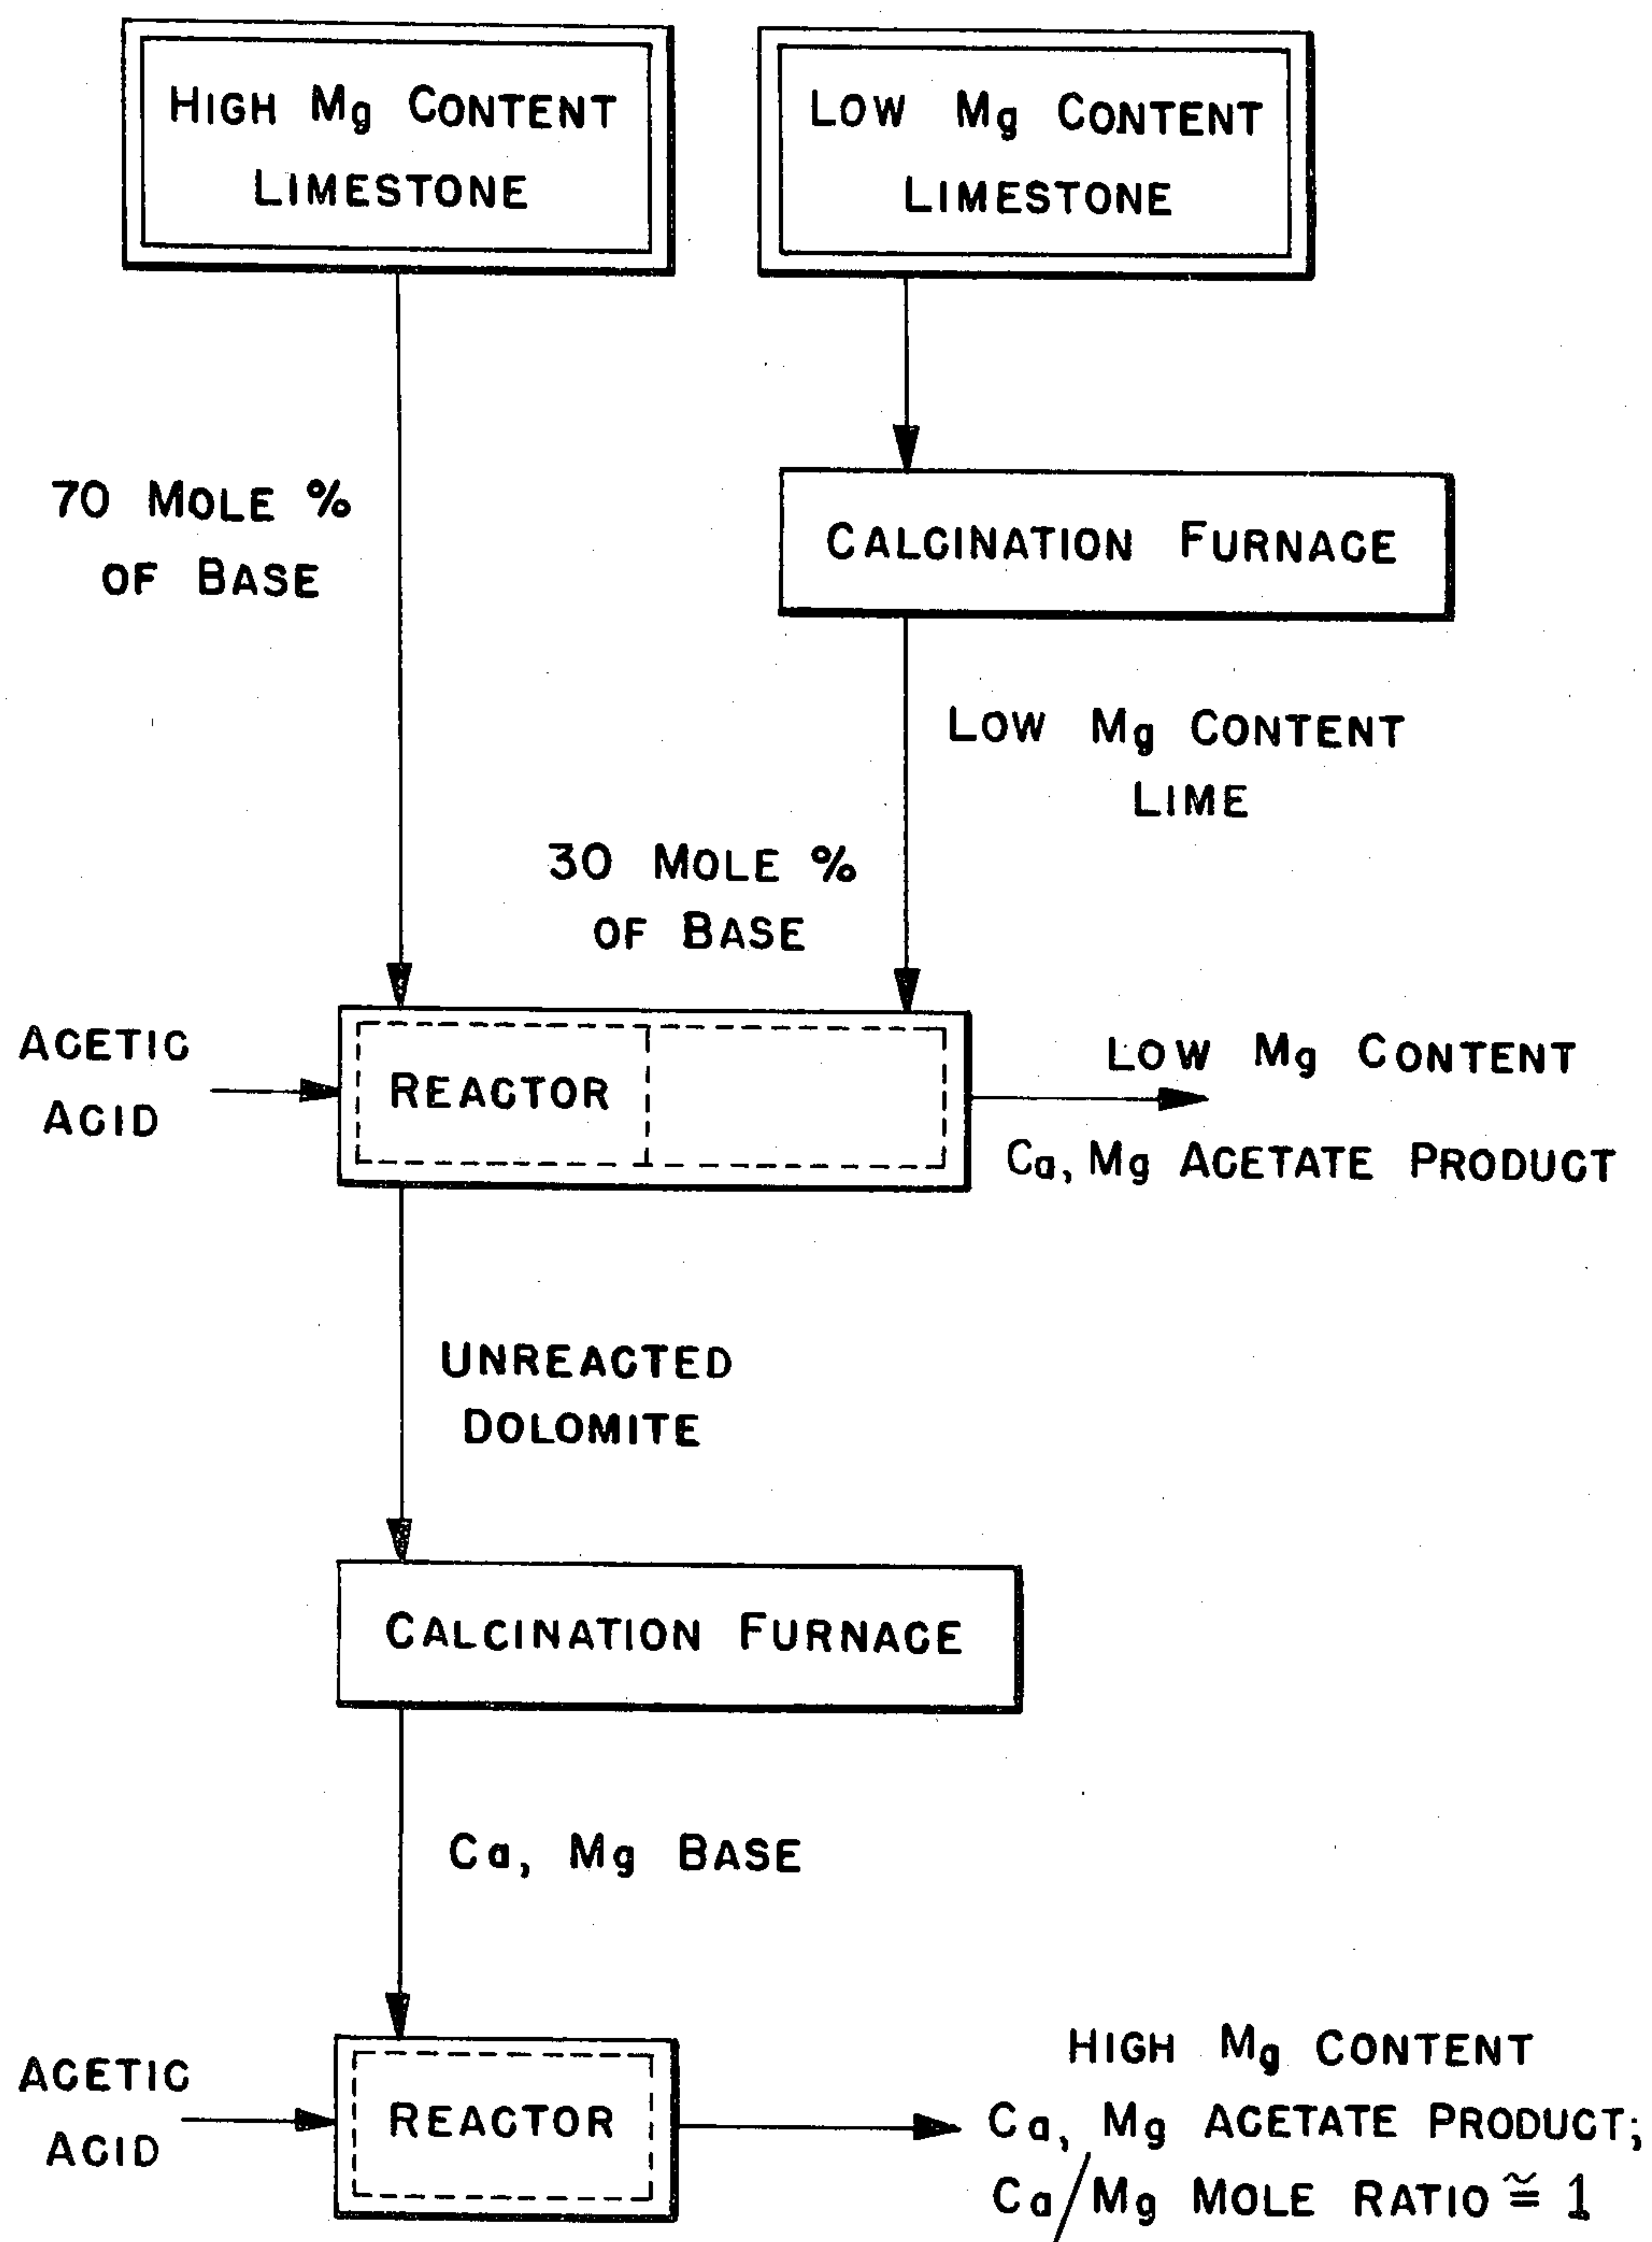 HIGH Mg CONTENT
LIMESTONE
LOW Mg CONTENT
LIMESTONE
70 MOLE %
OF BASE
CALCINATION FURNACE
LOW Mg CONTENT
LIME
30 MOLE %
OF BASE
ACETIC
ACID
REACTOR
LOW Mg CONTENT
Ca, Mg ACETATE PRODUCT
UNREACTED
DOLOMITE
CALCINATION FURNACE
Ca, Mg BASE
ACETIC
ACID
REACTOR
HIGH Mg CONTENT
Ca, Mg ACETATE PRODUCT;
Ca/Mg MOLE RATIO ≅ 1